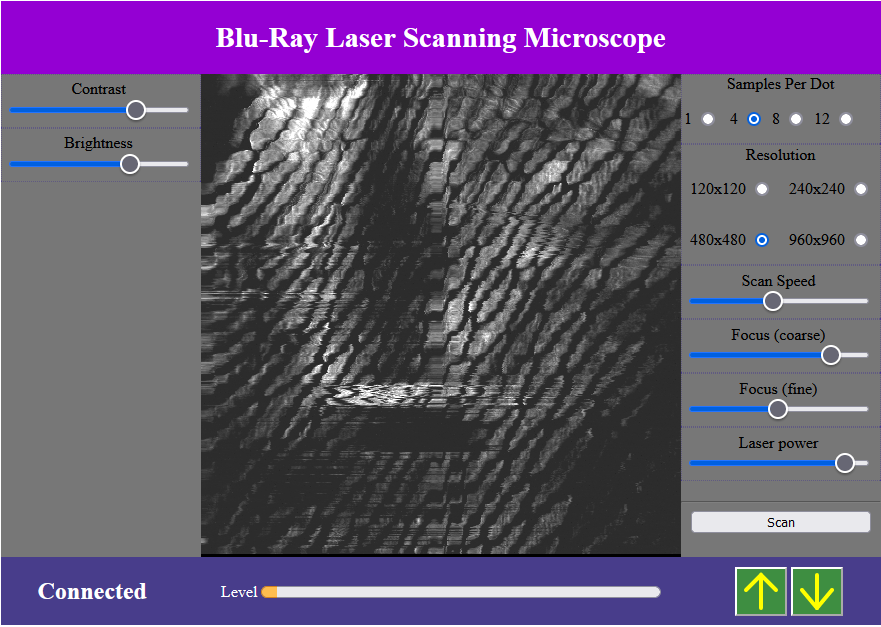 Blu-Ray Laser Scanning Microscope
Contrast
Brightness
Samples Per Dot
1 4 8 12
Resolution
120x120 240x240
480x480 960x960
Scan Speed
Focus (coarse)
Focus (fine)
Laser power
Scan
Connected
Level